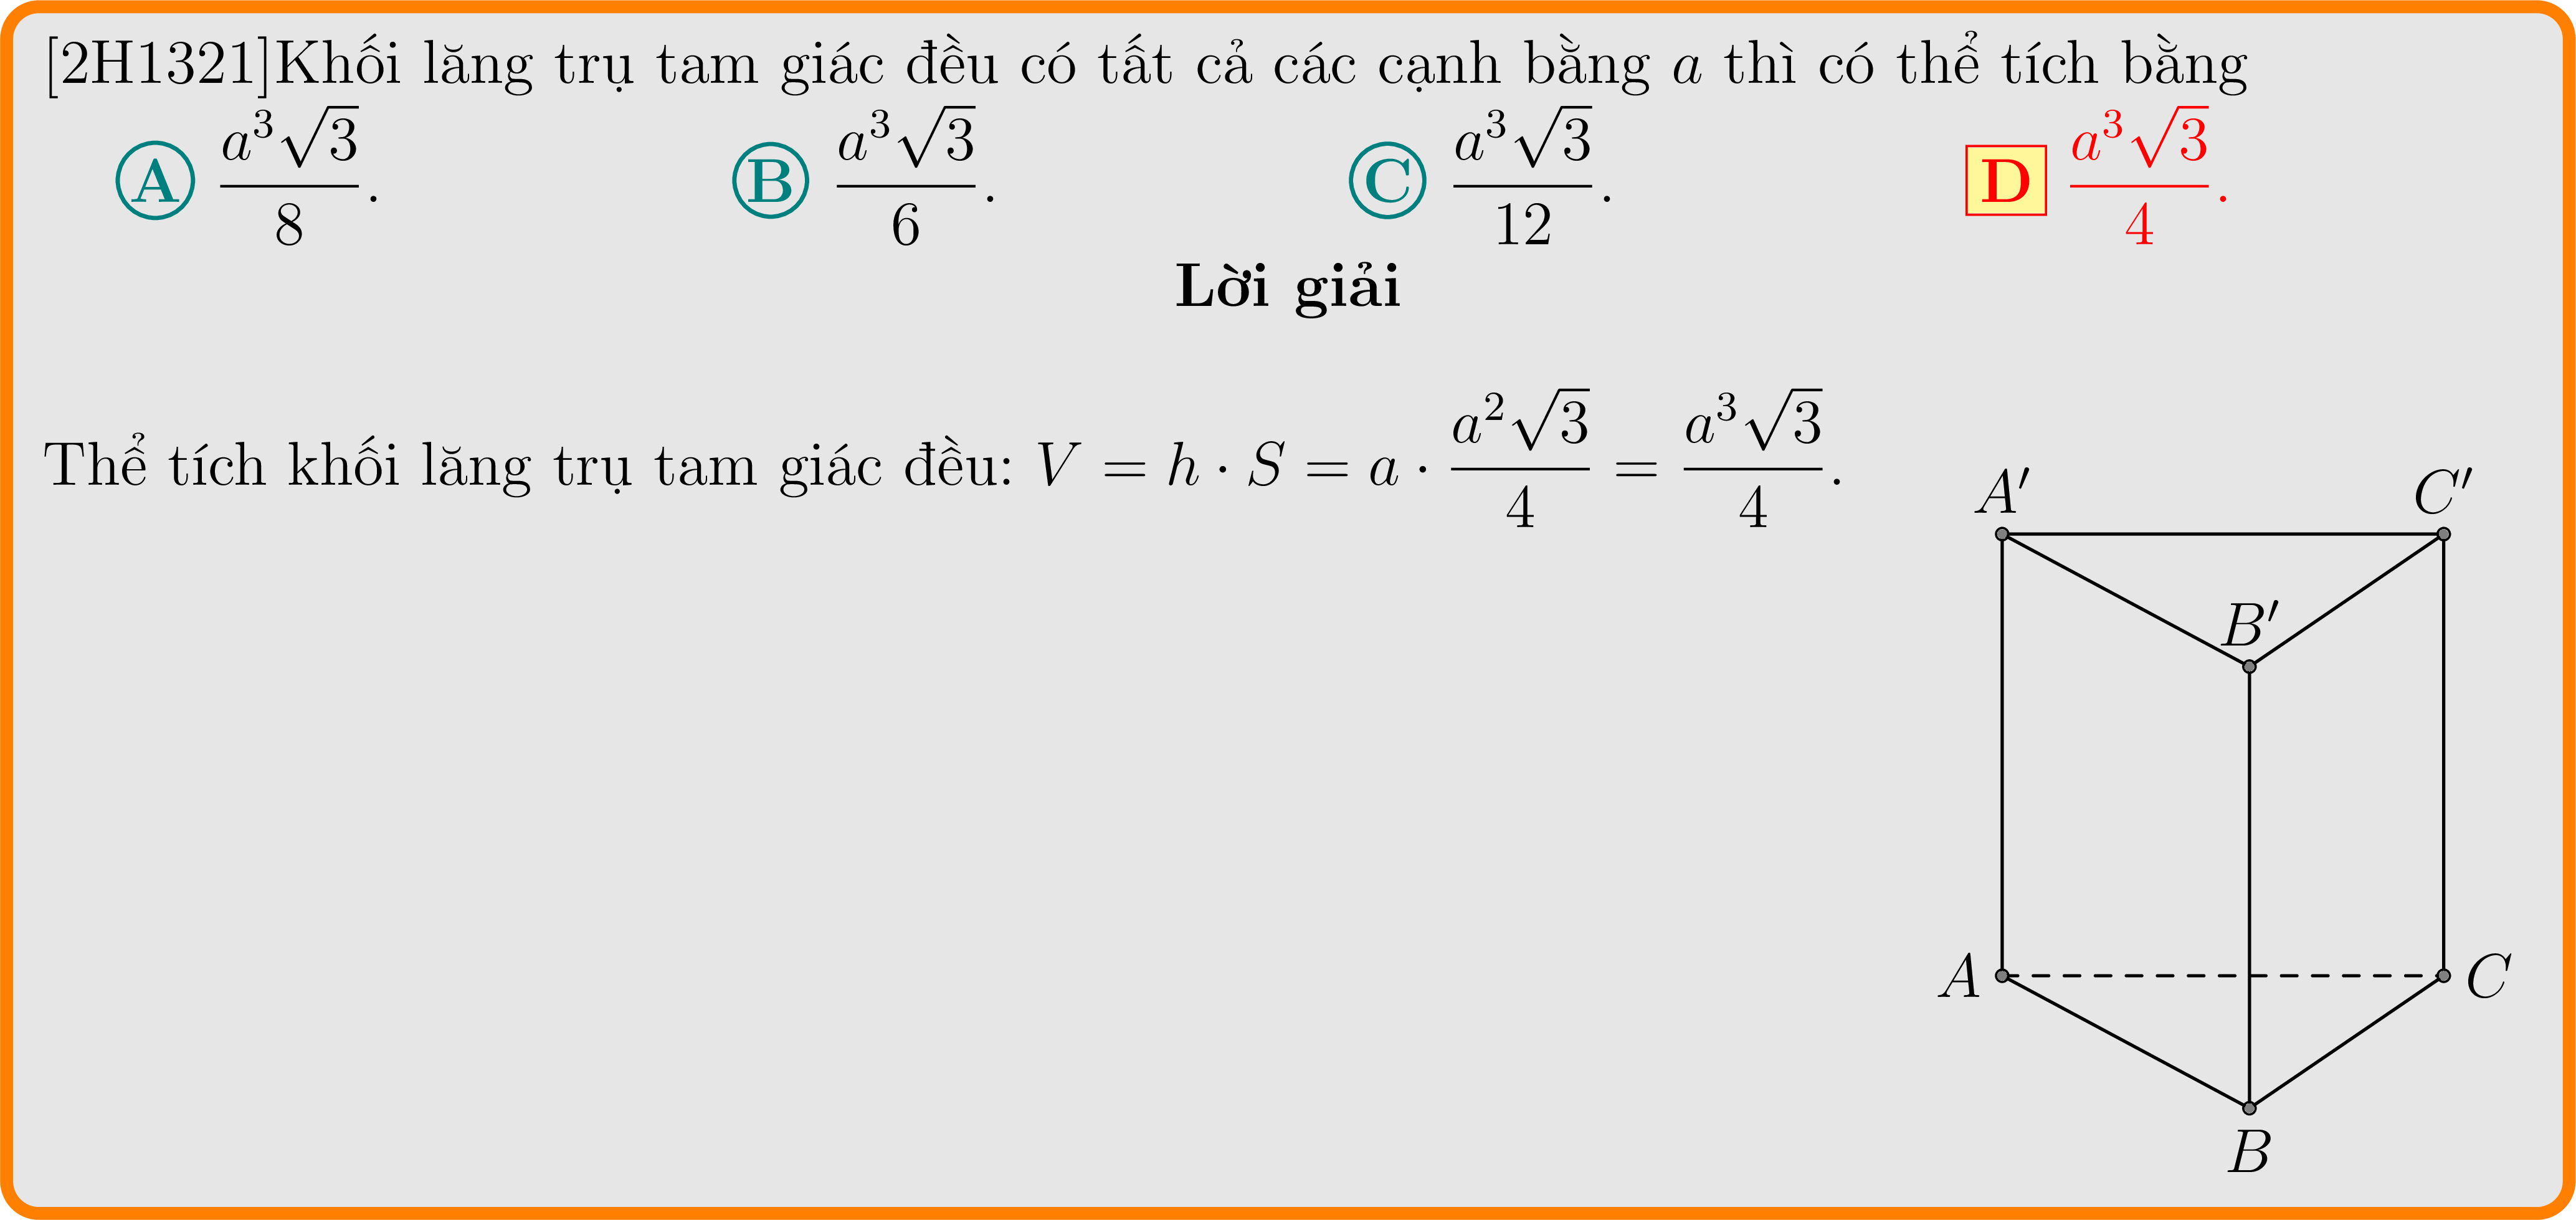 [2H1321]Khối lăng trụ tam giác đều có tất cả các cạnh bằng a thì có thể tích bằng
A $\frac{a^3\sqrt{3}}{8}$. B $\frac{a^3\sqrt{3}}{6}$. C $\frac{a^3\sqrt{3}}{12}$. D $\frac{a^3\sqrt{3}}{4}$.
Lời giải
Thể tích khối lăng trụ tam giác đều: $V = h \cdot S = a \cdot \frac{a^2\sqrt{3}}{4} = \frac{a^3\sqrt{3}}{4}$.
A′ C′
B′
A C
B